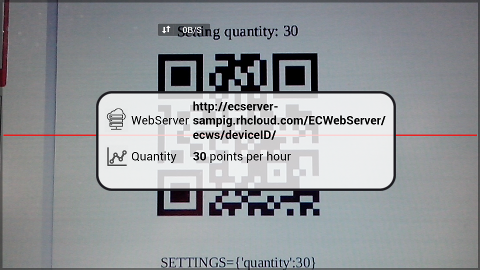 Setting quantity: 30
0B/S
WebServer http://ecserver-
sampig.rhcloud.com/ECWebServer/
ecws/deviceID/
Quantity 30 points per hour
SETTINGS={'quantity':30}